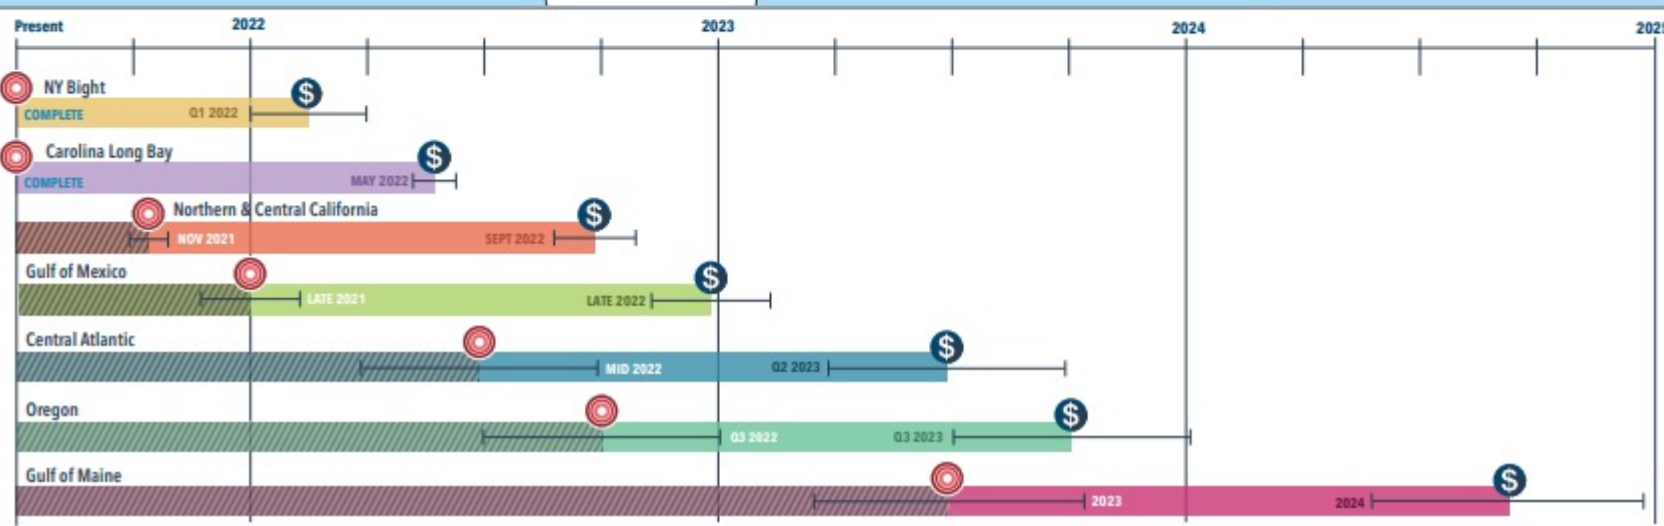 Present 2022 2023 2024 202
NY Bight
$
COMPLETE Q1 2022
Carolina Long Bay
$
COMPLETE MAY 2022
Northern & Central California
$
NOV 2021 SEPT 2022
Gulf of Mexico
$
LATE 2021 LATE 2022
Central Atlantic
$
MID 2022 Q2 2023
Oregon
$
Q3 2022 Q3 2023
Gulf of Maine
$
2023 2024